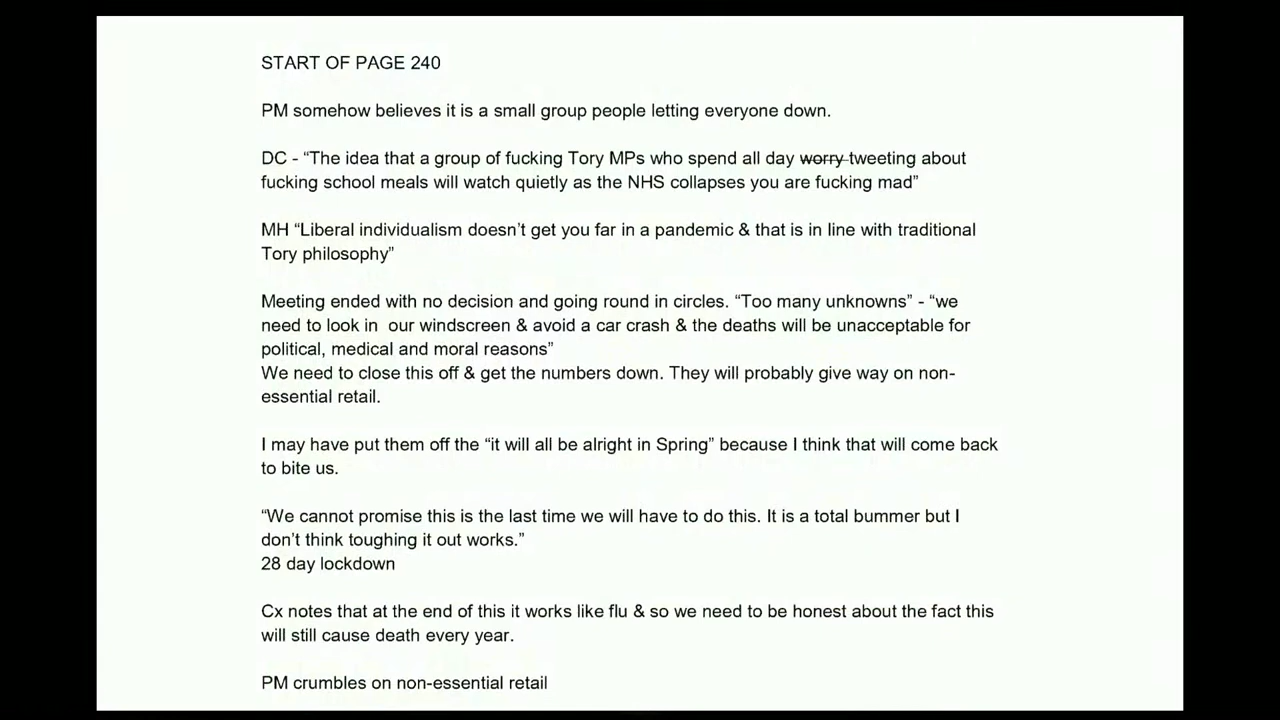 START OF PAGE 240
PM somehow believes it is a small group people letting everyone down.
DC - “The idea that a group of fucking Tory MPs who spend all day worry tweeting about
fucking school meals will watch quietly as the NHS collapses you are fucking mad”
MH “Liberal individualism doesn’t get you far in a pandemic & that is in line with traditional
Tory philosophy”
Meeting ended with no decision and going round in circles. “Too many unknowns” - “we
need to look in our windscreen & avoid a car crash & the deaths will be unacceptable for
political, medical and moral reasons”
We need to close this off & get the numbers down. They will probably give way on non-
essential retail.
I may have put them off the “it will all be alright in Spring” because I think that will come back
to bite us.
“We cannot promise this is the last time we will have to do this. It is a total bummer but I
don’t think toughing it out works.”
28 day lockdown
Cx notes that at the end of this it works like flu & so we need to be honest about the fact this
will still cause death every year.
PM crumbles on non-essential retail